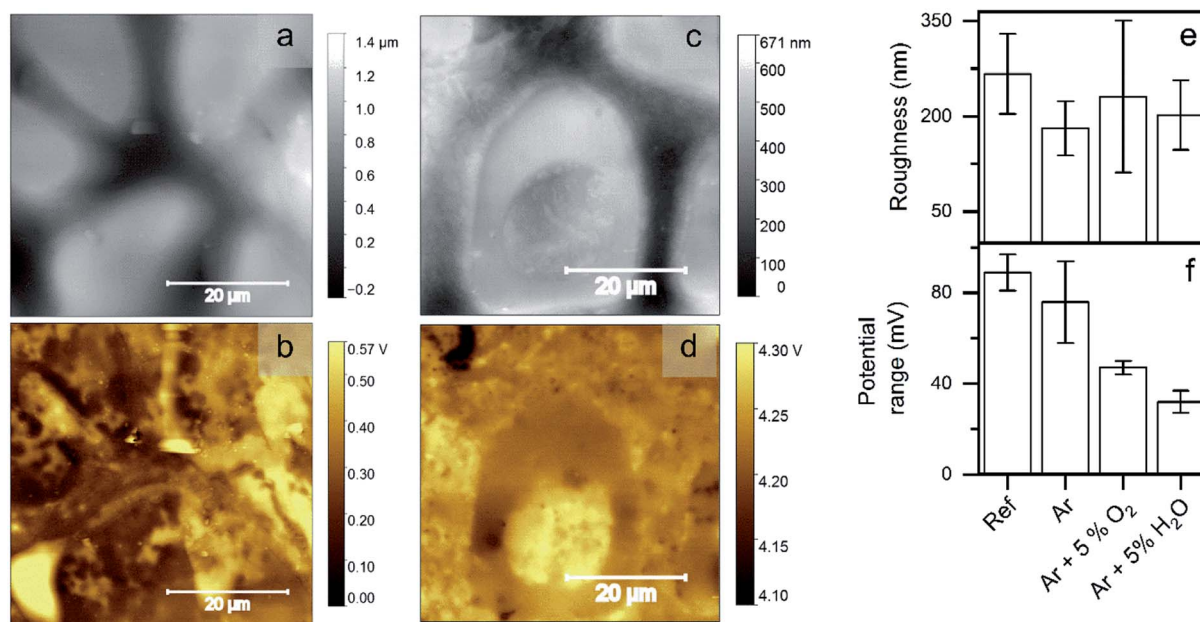 a
1.4 µm
1.2
1.0
0.8
0.6
0.4
0.2
−0.2
20 µm
b
0.57 V
0.50
0.40
0.30
0.20
0.10
0.00
20 µm
c
671 nm
600
500
400
300
200
100
0
20 µm
d
4.30 V
4.25
4.20
4.15
4.10
20 µm
e
Roughness (nm)
350
200
50
f
Potential
range (mV)
80
40
0
Ref
Ar
Ar + 5 % O2
Ar + 5% H2O